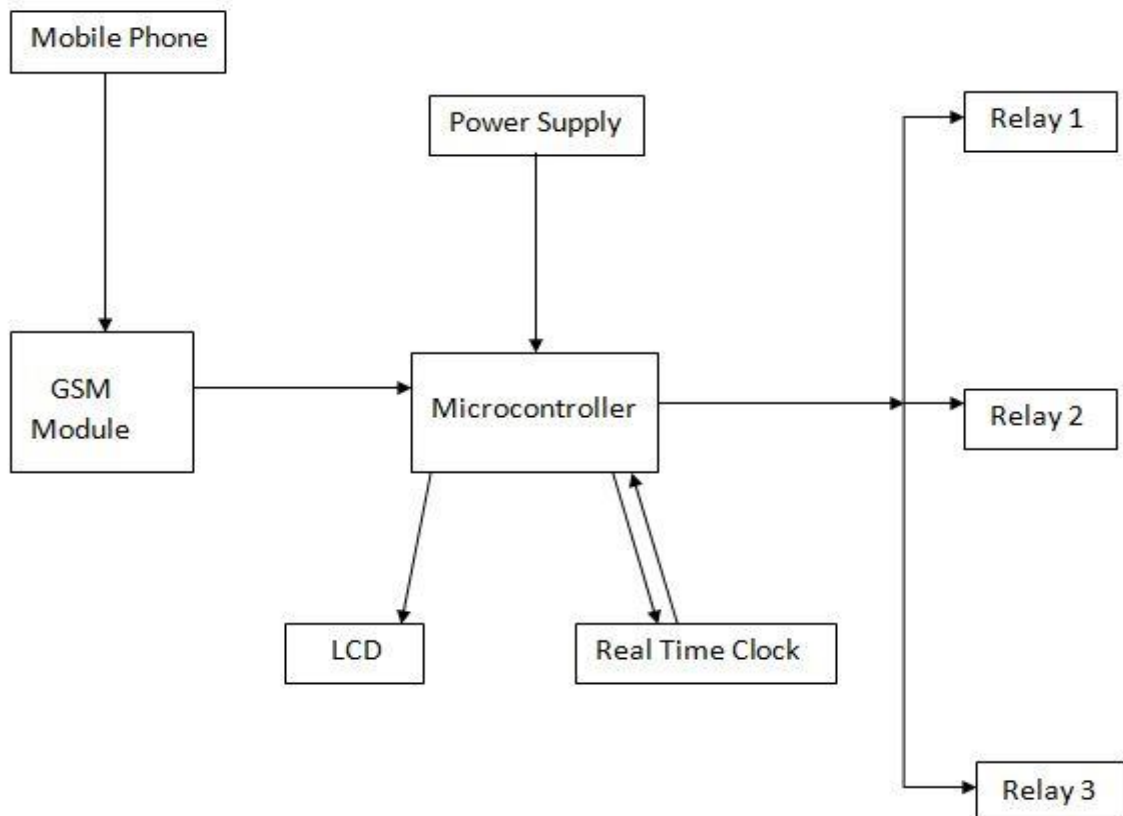 Mobile Phone
Power Supply
Relay 1
GSM
Module
Microcontroller
Relay 2
LCD
Real Time Clock
Relay 3